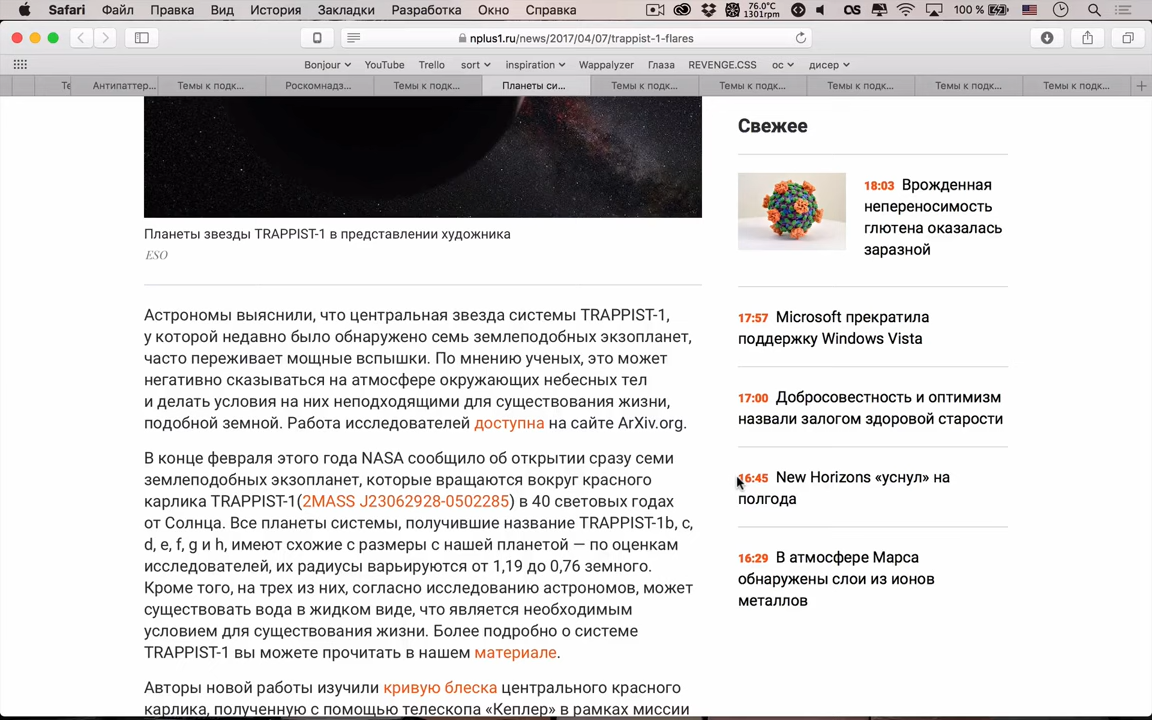 Safari Файл Правка Вид История Закладки Разработка Окно Справка 76.0°C 1301rpm 100 %
nplus1.ru/news/2017/04/07/trappist-1-flares
Bonjour YouTube Trello sort inspiration Wappalyzer Глаза REVENGE.CSS ос дисер
Те Антипаттер... Темы к подк... Роскомнадз... Темы к подк... Планеты си... Темы к подк... Темы к подк... Темы к подк... Темы к подк... Темы к подк...
Планеты звезды TRAPPIST-1 в представлении художника
ESO
Астрономы выяснили, что центральная звезда системы TRAPPIST-1,
у которой недавно было обнаружено семь землеподобных экзопланет,
часто переживает мощные вспышки. По мнению ученых, это может
негативно сказываться на атмосфере окружающих небесных тел
и делать условия на них неподходящими для существования жизни,
подобной земной. Работа исследователей доступна на сайте ArXiv.org.
В конце февраля этого года NASA сообщило об открытии сразу семи
землеподобных экзопланет, которые вращаются вокруг красного
карлика TRAPPIST-1(2MASS J23062928-0502285) в 40 световых годах
от Солнца. Все планеты системы, получившие название TRAPPIST-1b, c,
d, e, f, g и h, имеют схожие с размеры с нашей планетой — по оценкам
исследователей, их радиусы варьируются от 1,19 до 0,76 земного.
Кроме того, на трех из них, согласно исследованию астрономов, может
существовать вода в жидком виде, что является необходимым
условием для существования жизни. Более подробно о системе
TRAPPIST-1 вы можете прочитать в нашем материале.
Авторы новой работы изучили кривую блеска центрального красного
карлика, полученную с помощью телескопа «Кеплер» в рамках миссии
Свежее
18:03 Врожденная
непереносимость
глютена оказалась
заразной
17:57 Microsoft прекратила
поддержку Windows Vista
17:00 Добросовестность и оптимизм
назвали залогом здоровой старости
16:45 New Horizons «уснул» на
полгода
16:29 В атмосфере Марса
обнаружены слои из ионов
металлов